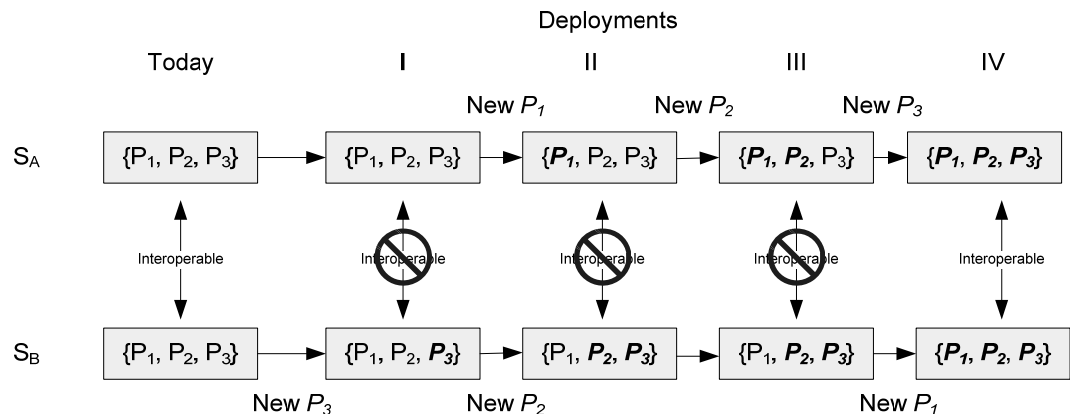 Deployments
Today I II III IV
New P₁ New P₂ New P₃
S_A {P₁, P₂, P₃} {P₁, P₂, P₃} {P₁, P₂, P₃} {P₁, P₂, P₃} {P₁, P₂, P₃}
Interoperable Interoperable Interoperable Interoperable Interoperable
S_B {P₁, P₂, P₃} {P₁, P₂, P₃} {P₁, P₂, P₃} {P₁, P₂, P₃} {P₁, P₂, P₃}
New P₃ New P₂ New P₁